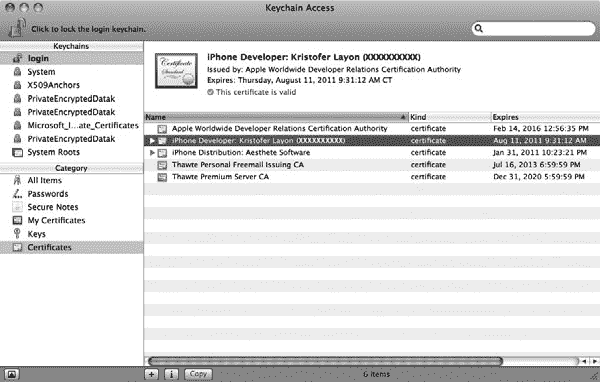 Keychain Access
Click to lock the login keychain.
Keychains
login
System
X509Anchors
PrivateEncryptedDatak
PrivateEncryptedDatak
Microsoft_I...ate_Certificates
PrivateEncryptedDatak
System Roots
Category
All Items
Passwords
Secure Notes
My Certificates
Keys
Certificates
Certificate
Standard
iPhone Developer: Kristofer Layon (XXXXXXXXXX)
Issued by: Apple Worldwide Developer Relations Certification Authority
Expires: Thursday, August 11, 2011 9:31:12 AM CT
This certificate is valid
Name Kind Expires
Apple Worldwide Developer Relations Certification Authority certificate Feb 14, 2016 12:56:35 PM
iPhone Developer: Kristofer Layon (XXXXXXXXXX) certificate Aug 11, 2011 9:31:12 AM
iPhone Distribution: Aesthete Software certificate Jan 31, 2011 10:23:21 PM
Thawte Personal Freemail Issuing CA certificate Jul 16, 2013 6:59:59 PM
Thawte Premium Server CA certificate Dec 31, 2020 5:59:59 PM
+ i Copy 6 items